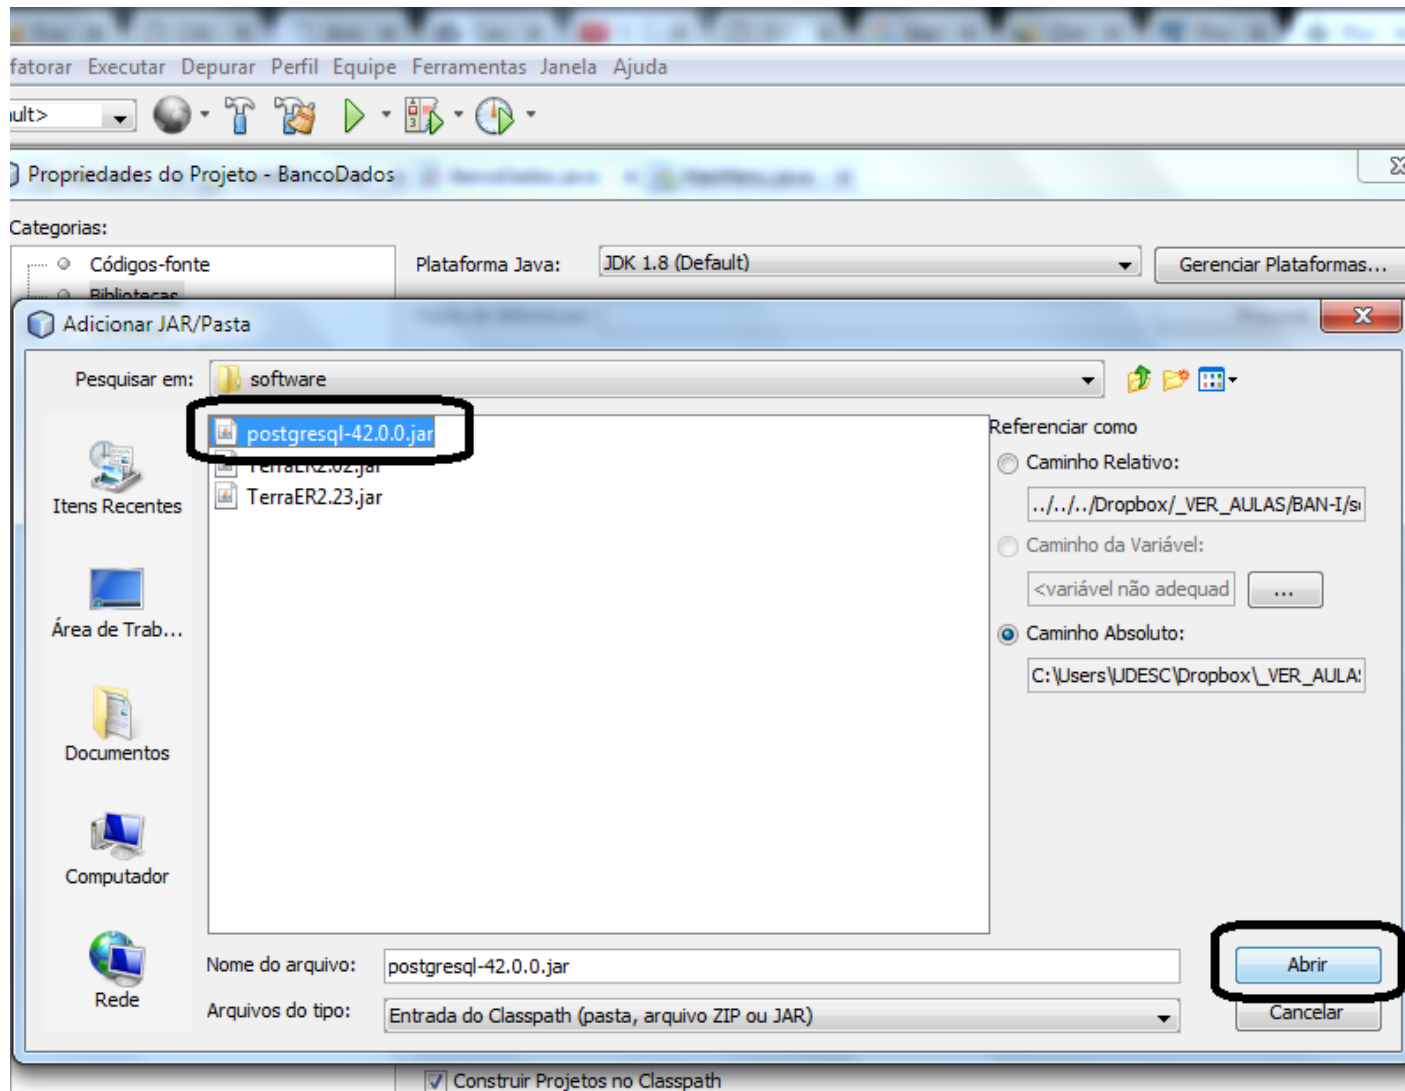 fatorar Executar Depurar Perfil Equipe Ferramentas Janela Ajuda
ult>
Propriedades do Projeto - BancoDados
Categorias:
Códigos-fonte
Plataforma Java: JDK 1.8 (Default) Gerenciar Plataformas...
Bibliotecas
Adicionar JAR/Pasta
Pesquisar em: software
postgresql-42.0.0.jar
TerraER2.02.jar
TerraER2.23.jar
Itens Recentes
Área de Trab...
Documentos
Computador
Rede
Referenciar como
Caminho Relativo:
../../../Dropbox/_VER_AULAS/BAN-I/s
Caminho da Variável:
<variável não adequad ...
Caminho Absoluto:
C:\Users\UDESC\Dropbox\_VER_AULA
Nome do arquivo: postgresql-42.0.0.jar Abrir
Arquivos do tipo: Entrada do Classpath (pasta, arquivo ZIP ou JAR) Cancelar
Construir Projetos no Classpath